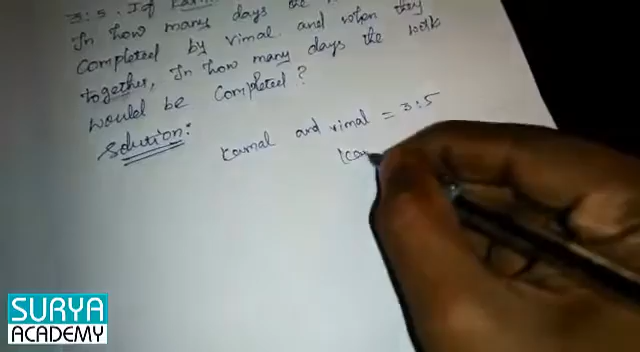 3:5. If
In how many days the
completed by vimal and when they
together, In how many days the work
would be completed?
Solution:
Kamal and vimal = 3:5
SURYA
ACADEMY